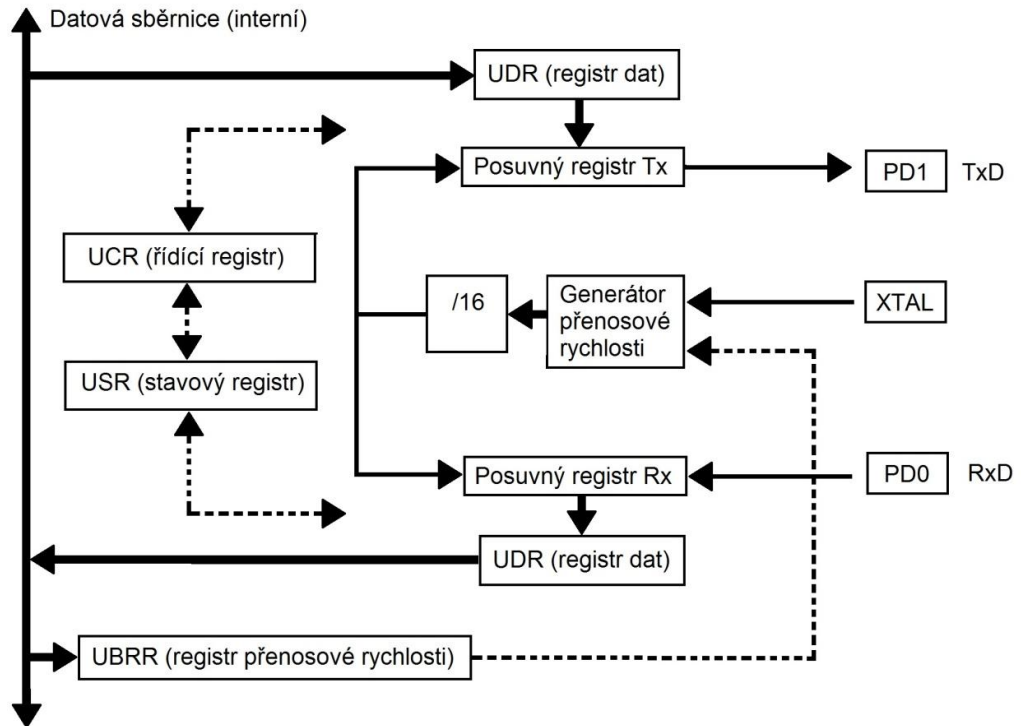 Datová sběrnice (interní)
UDR (registr dat)
Posuvný registr Tx
PD1 TxD
UCR (řídící registr)
/16
Generátor
přenosové
rychlosti
XTAL
USR (stavový registr)
Posuvný registr Rx
PD0 RxD
UDR (registr dat)
UBRR (registr přenosové rychlosti)